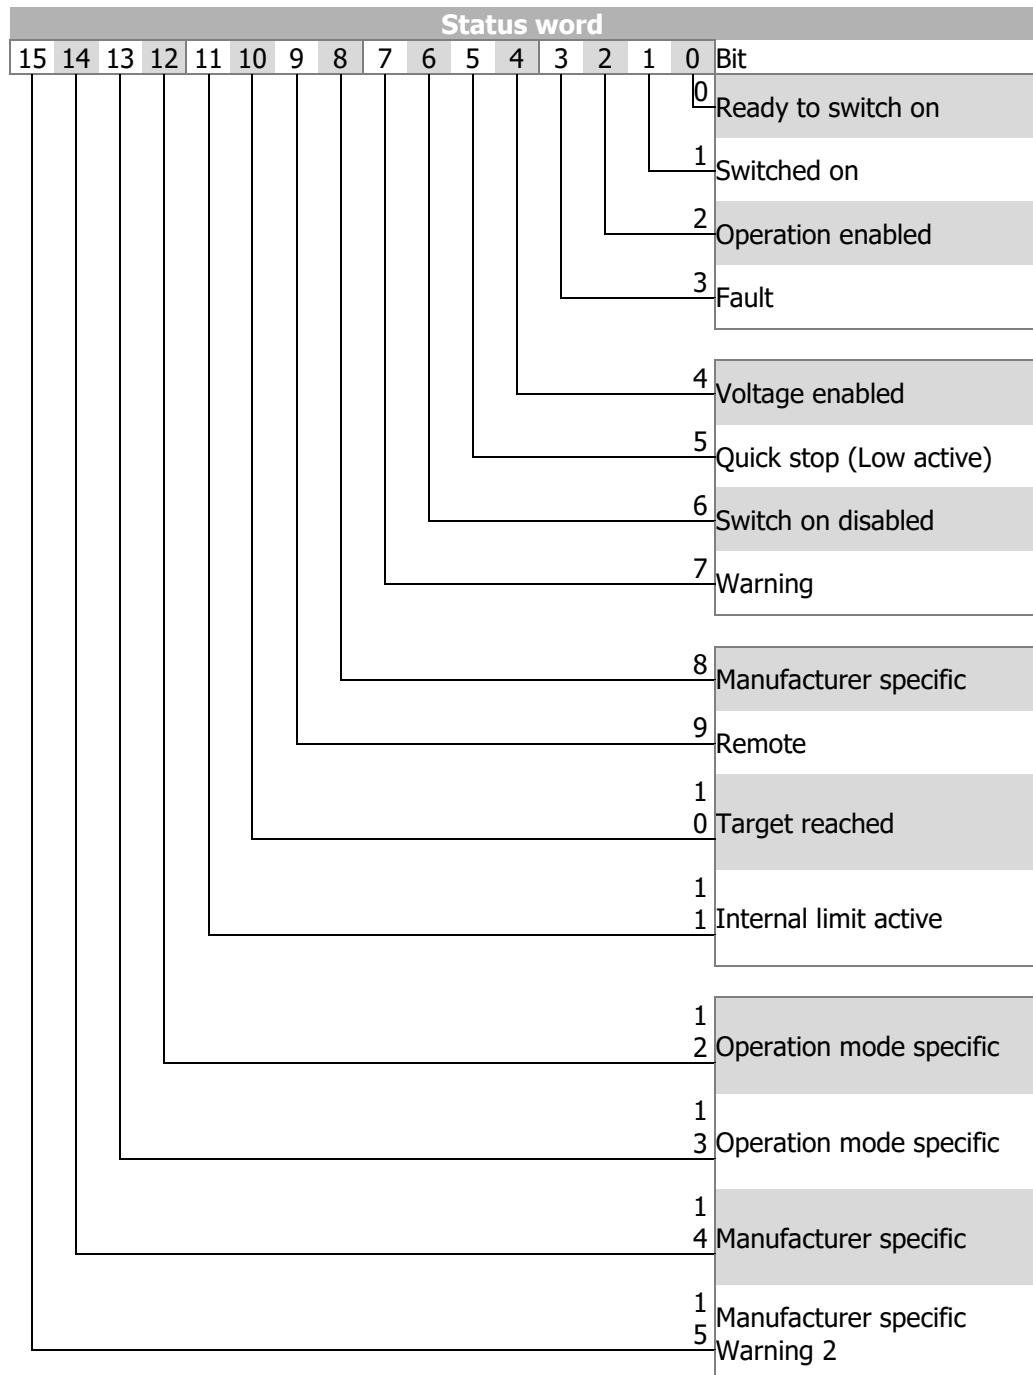 Status word
15 14 13 12 11 10 9 8 7 6 5 4 3 2 1 0 Bit
0 Ready to switch on
1 Switched on
2 Operation enabled
3 Fault
4 Voltage enabled
5 Quick stop (Low active)
6 Switch on disabled
7 Warning
8 Manufacturer specific
9 Remote
1
0 Target reached
1
1 Internal limit active
1
2 Operation mode specific
1
3 Operation mode specific
1
4 Manufacturer specific
1
5 Manufacturer specific
Warning 2